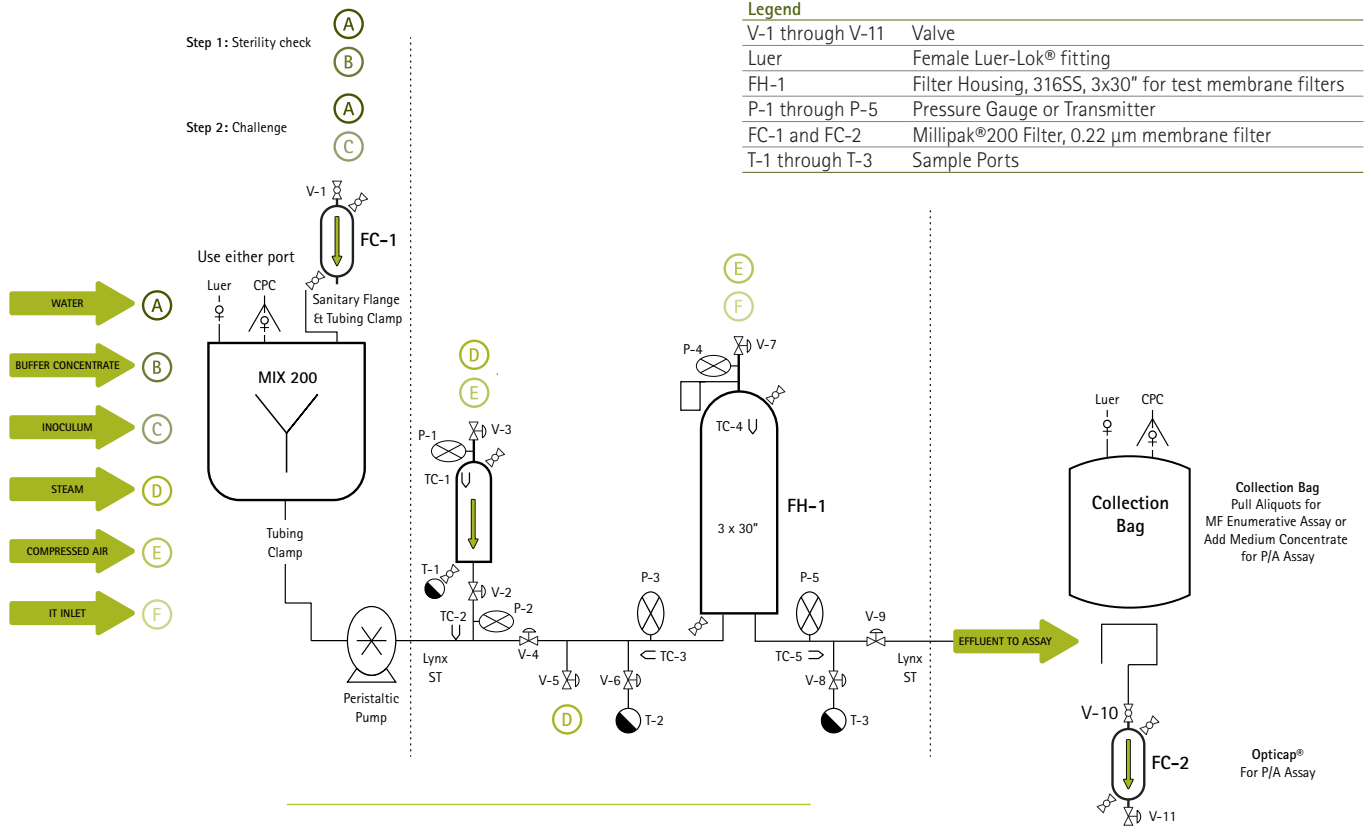 Step 1: Sterility check
A
B
Step 2: Challenge
A
C
Legend
V-1 through V-11 Valve
Luer Female Luer-Lok® fitting
FH-1 Filter Housing, 316SS, 3x30” for test membrane filters
P-1 through P-5 Pressure Gauge or Transmitter
FC-1 and FC-2 Millipak®200 Filter, 0.22 µm membrane filter
T-1 through T-3 Sample Ports
V-1
FC-1
Use either port
Luer
CPC
Sanitary Flange
& Tubing Clamp
WATER
A
BUFFER CONCENTRATE
B
INOCULUM
C
STEAM
D
COMPRESSED AIR
E
IT INLET
F
MIX 200
Tubing
Clamp
Peristaltic
Pump
D
E
P-1
V-3
TC-1
T-1
V-2
TC-2
P-2
Lynx
ST
V-4
V-5
D
V-6
T-2
P-3
TC-3
E
F
P-4
V-7
TC-4
3 x 30”
FH-1
P-5
TC-5
V-8
T-3
V-9
Lynx
ST
EFFLUENT TO ASSAY
Luer
CPC
Collection
Bag
Collection Bag
Pull Aliquots for
MF Enumerative Assay or
Add Medium Concentrate
for P/A Assay
V-10
FC-2
V-11
Opticap®
For P/A Assay